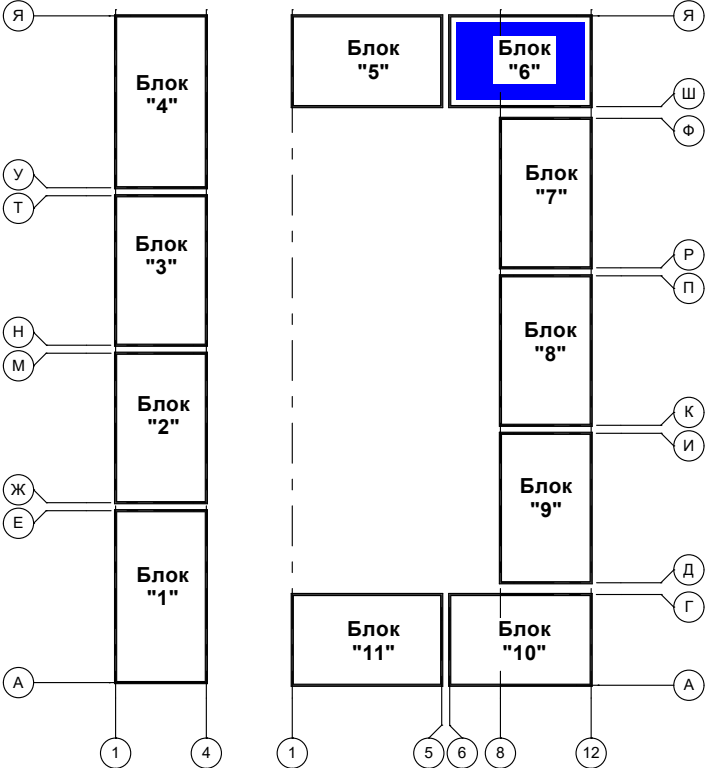 Я
Блок
"4"
Блок
"5"
Блок
"6"
Я
Ш
Ф
У
Т
Блок
"7"
Блок
"3"
Р
П
Н
М
Блок
"8"
Блок
"2"
К
И
Ж
Е
Блок
"9"
Блок
"1"
Д
Г
Блок
"11"
Блок
"10"
А
А
1
4
1
5
6
8
12